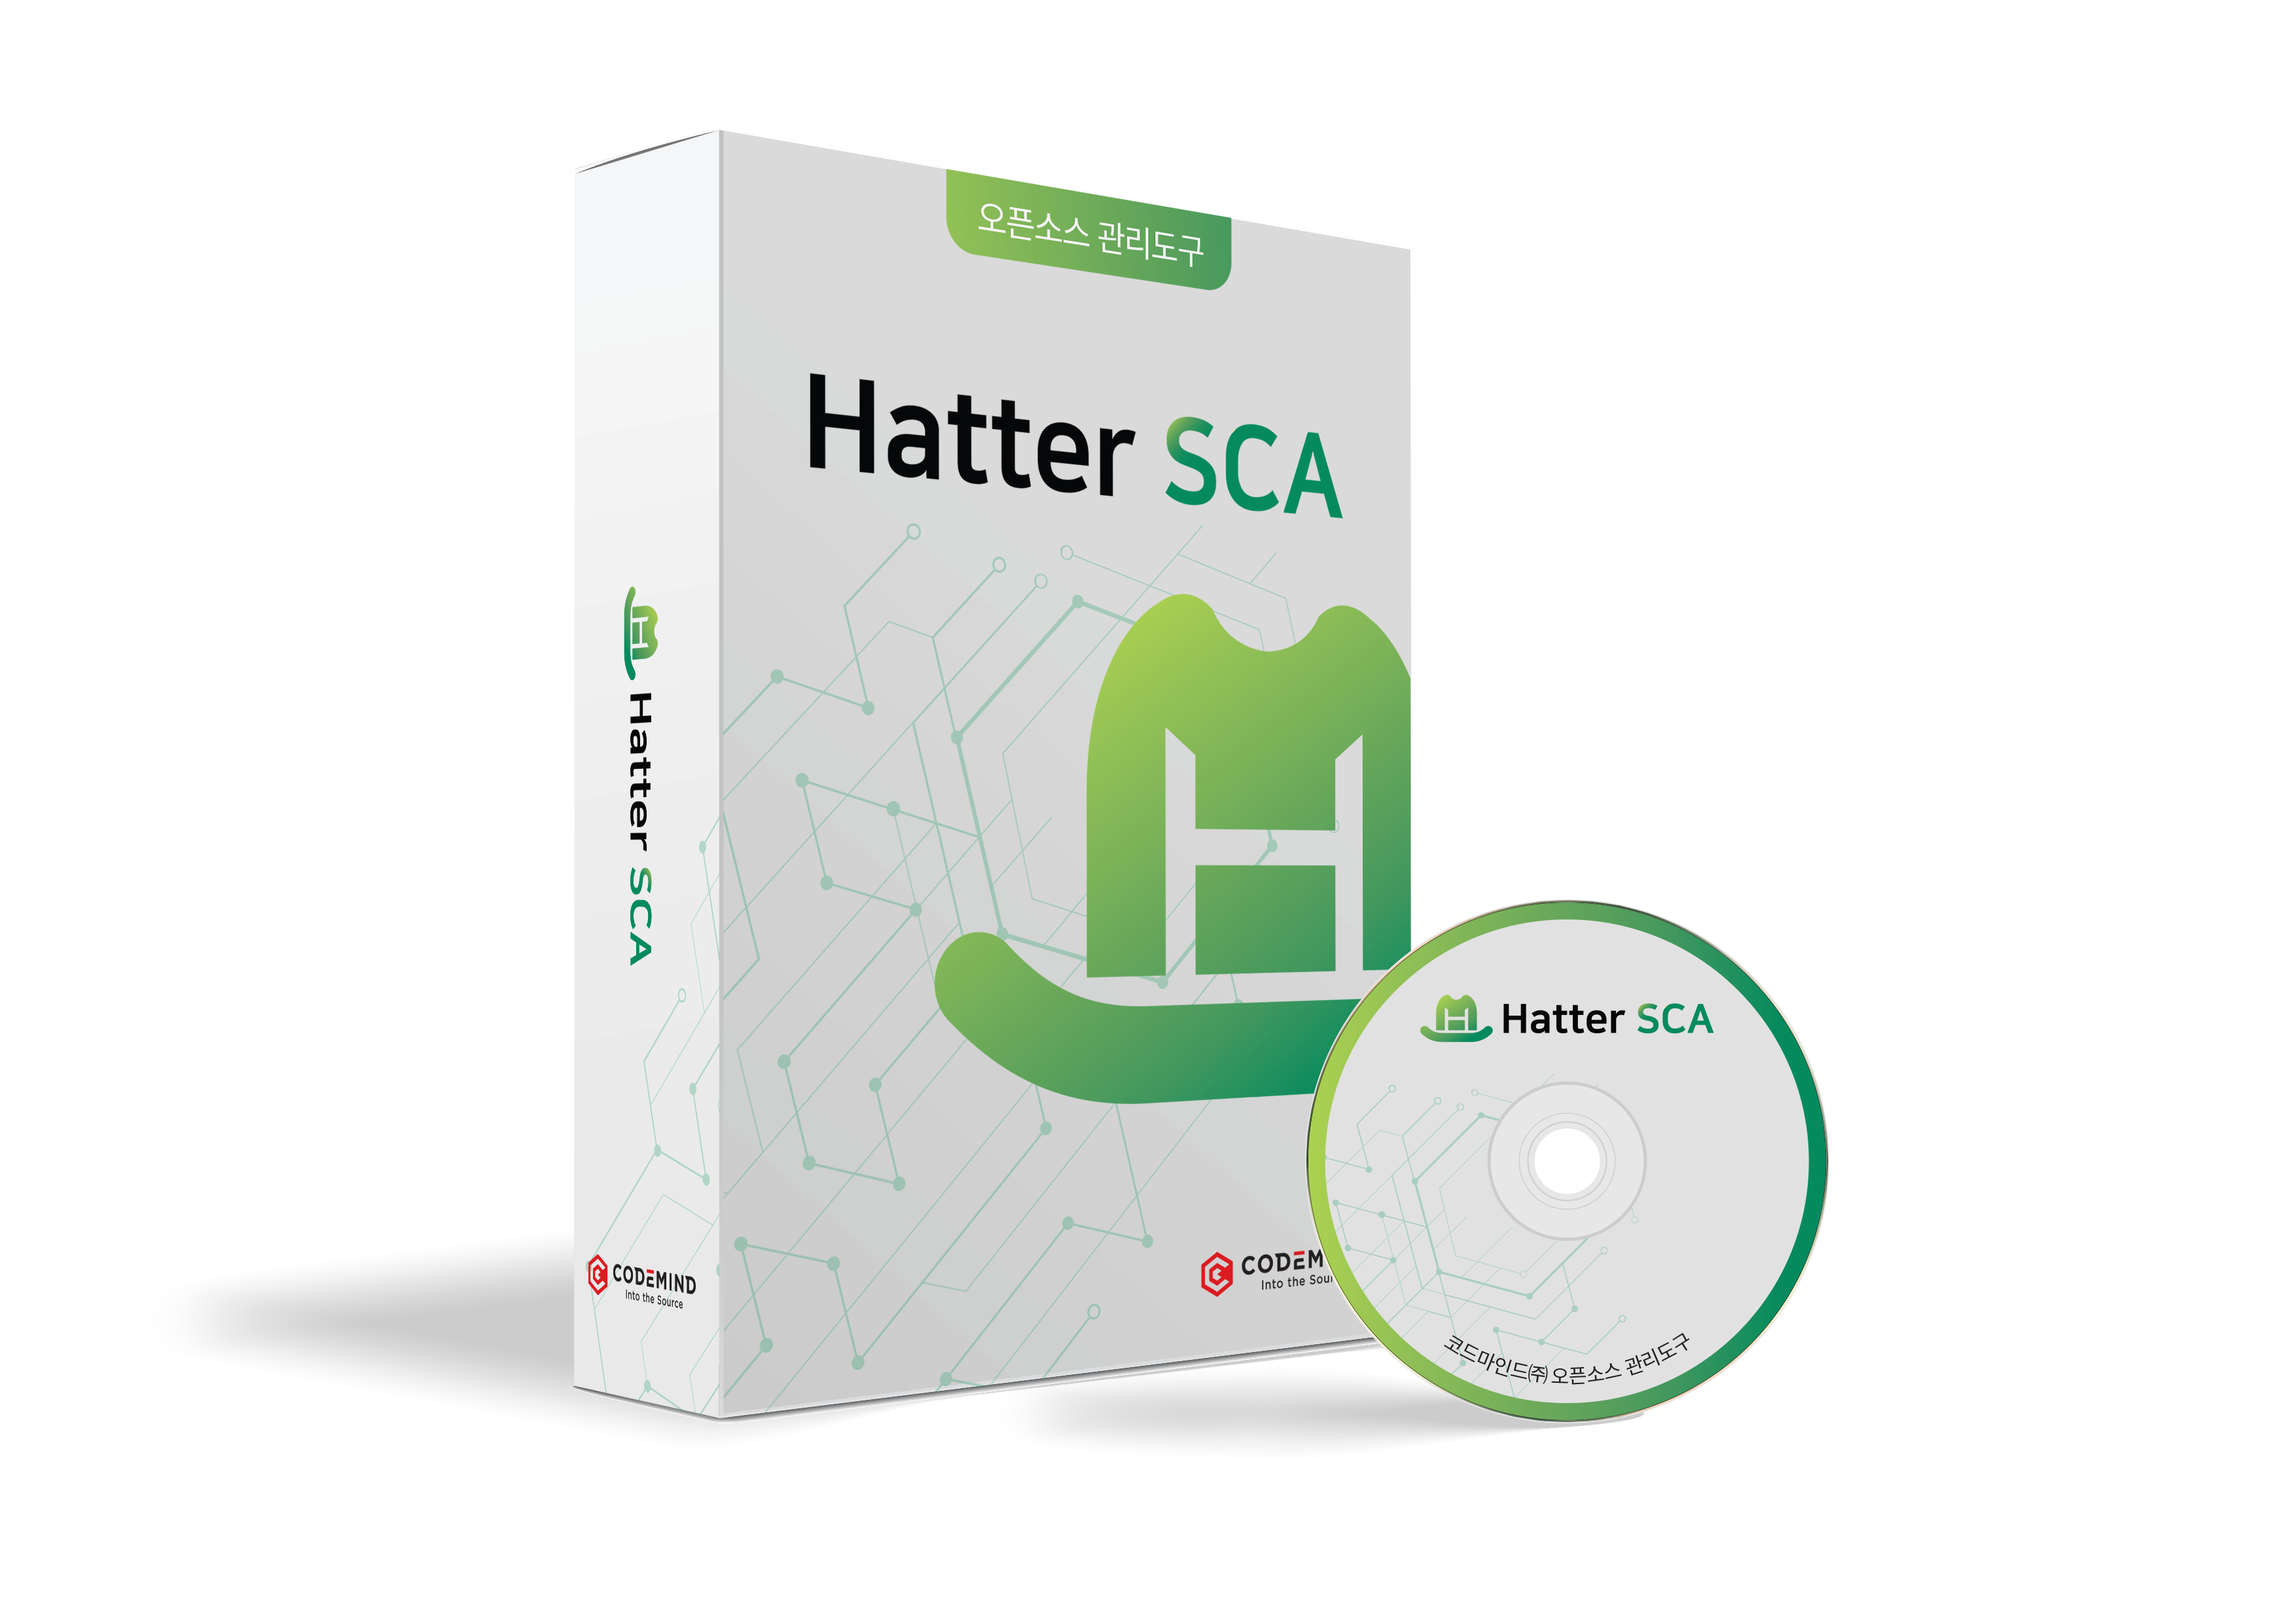 오픈소스 관리도구
Hatter SCA
Hatter SCA
CODEMIND
Into the Source
CODEM
Into the Sour
Hatter SCA
코드마인드㈜ 오픈소스 관리도구